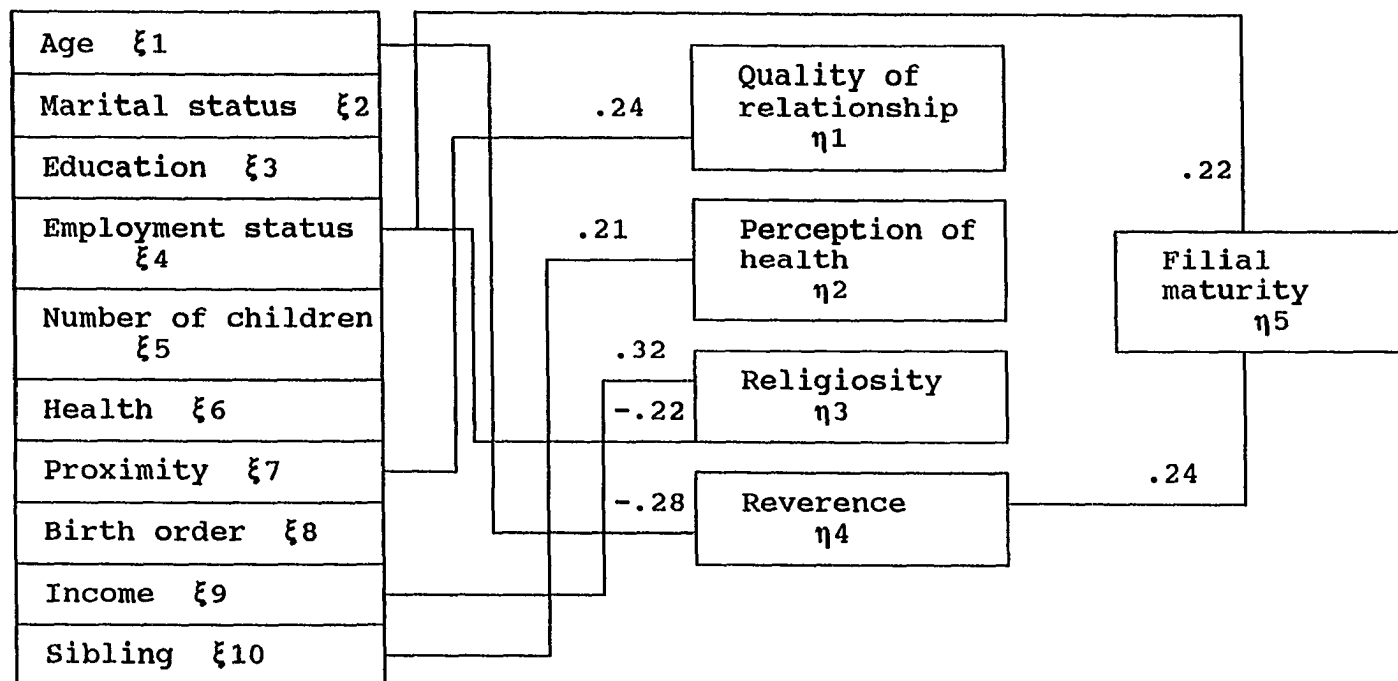 Age ξ1
Marital status ξ2
Education ξ3
Employment status
ξ4
Number of children
ξ5
Health ξ6
Proximity ξ7
Birth order ξ8
Income ξ9
Sibling ξ10
.24
.21
.32
-.22
-.28
Quality of
relationship
η1
Perception of
health
η2
Religiosity
η3
Reverence
η4
.22
.24
Filial
maturity
η5